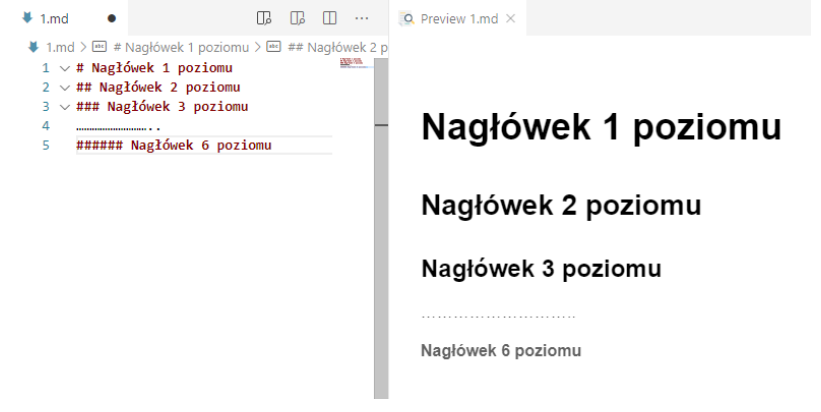 1.md
Preview 1.md
1.md > # Nagłówek 1 poziomu > ## Nagłówek 2 p
1 # Nagłówek 1 poziomu
2 ## Nagłówek 2 poziomu
3 ### Nagłówek 3 poziomu
4 ………………………..
5 ###### Nagłówek 6 poziomu
Nagłówek 1 poziomu
Nagłówek 2 poziomu
Nagłówek 3 poziomu
………………………..
Nagłówek 6 poziomu